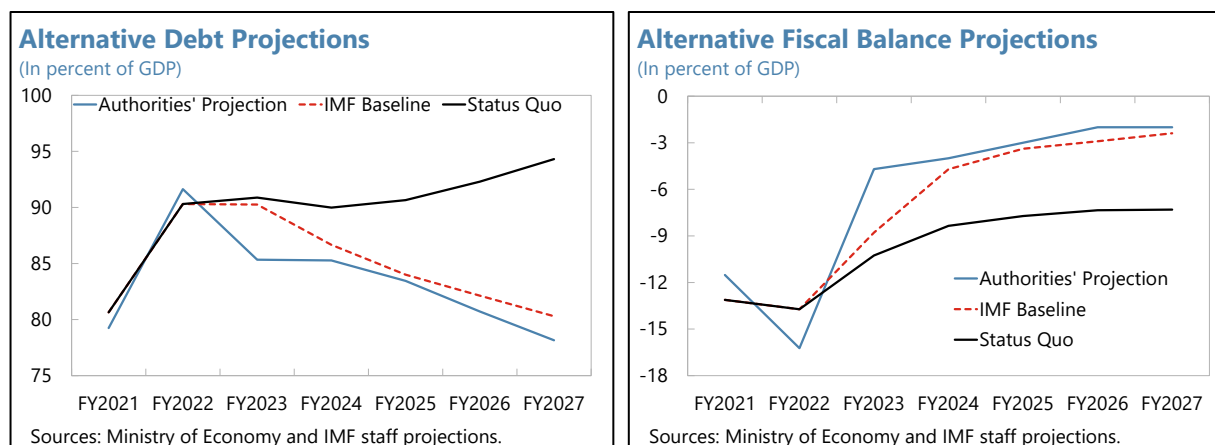 Alternative Debt Projections
(In percent of GDP)
100
Authorities' Projection IMF Baseline Status Quo
95
90
85
80
75
FY2021 FY2022 FY2023 FY2024 FY2025 FY2026 FY2027
Sources: Ministry of Economy and IMF staff projections.
Alternative Fiscal Balance Projections
(In percent of GDP)
0
-3
-6
-9
-12
-15
-18
Authorities' Projection
IMF Baseline
Status Quo
FY2021 FY2022 FY2023 FY2024 FY2025 FY2026 FY2027
Sources: Ministry of Economy and IMF staff projections.